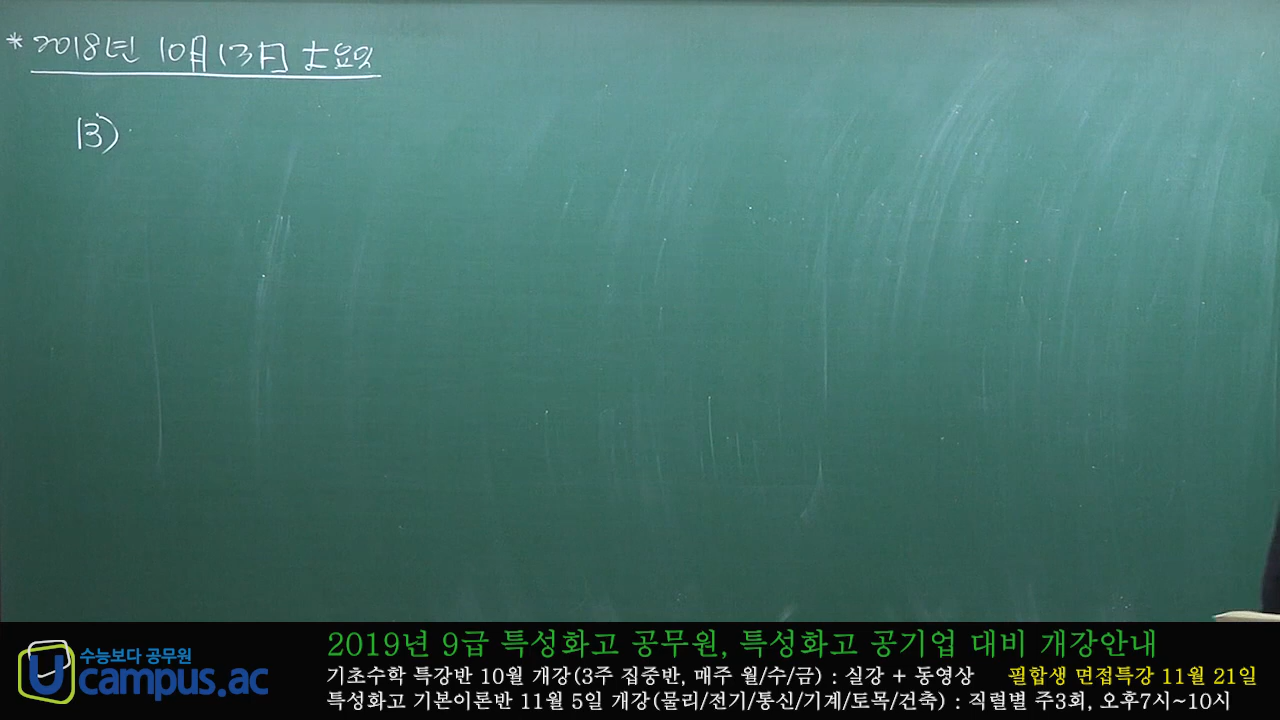 * 2018년 10月 13日 土요일
13)
2019년 9급 특성화고 공무원, 특성화고 공기업 대비 개강안내
수능보다 공무원
Ucampus.ac
기초수학 특강반 10월 개강(3주 집중반, 매주 월/수/금) : 실강 + 동영상 필합생 면접특강 11월 21일
특성화고 기본이론반 11월 5일 개강(물리/전기/통신/기계/토목/건축) : 직렬별 주3회, 오후7시~10시